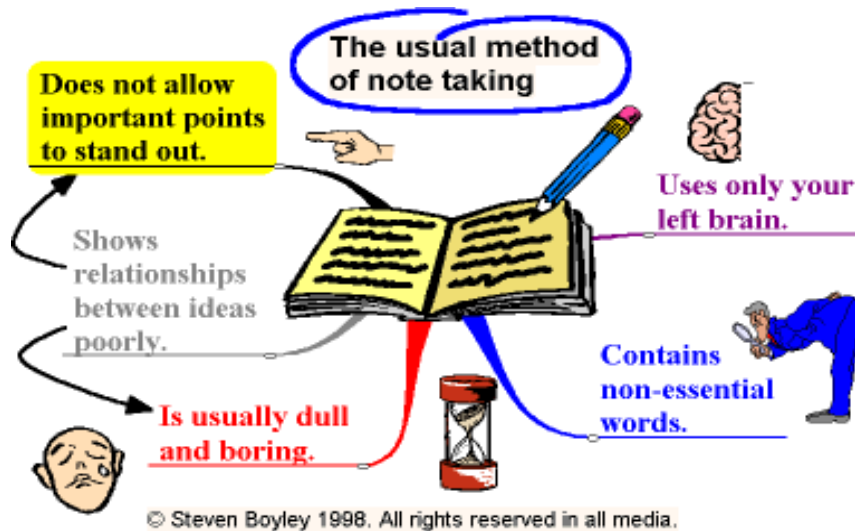 The usual method
of note taking
Does not allow
important points
to stand out.
Uses only your
left brain.
Shows
relationships
between ideas
poorly.
Contains
non-essential
words.
Is usually dull
and boring.
© Steven Boyley 1998. All rights reserved in all media.